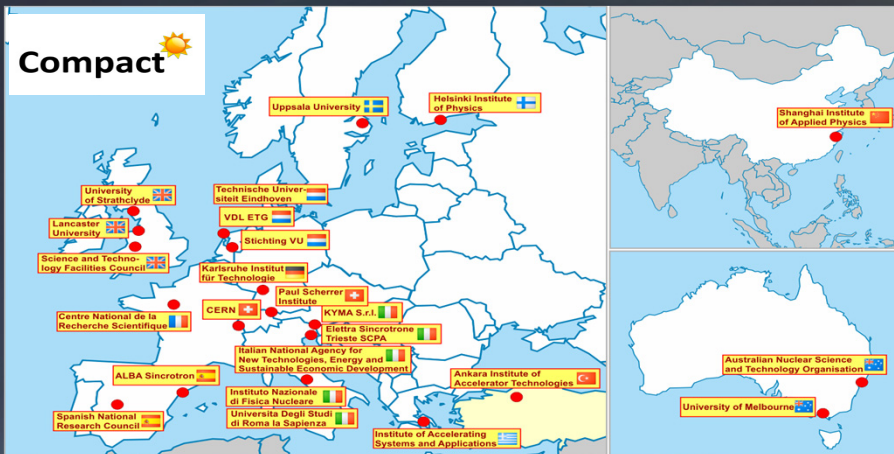 Compact
Uppsala University
Helsinki Institute
of Physics
Shanghai Institute
of Applied Physics
University
of Strathclyde
Technische Univer-
siteit Eindhoven
VDL ETG
Lancaster
University
Stichting VU
Science and Techno-
logy Facilities Council
Karlsruhe Institut
für Technologie
Paul Scherrer
Institute
CERN
KYMA S.r.l.
Centre National de la
Recherche Scientifique
Elettra Sincrotrone
Trieste SCPA
Italian National Agency for
New Technologies, Energy and
Sustainable Economic Development
ALBA Sincrotron
Ankara Institute of
Accelerator Technologies
Instituto Nazionale
di Fisica Nucleare
Spanish National
Research Council
Universita Degli Studi
di Roma la Sapienza
Institute of Accelerating
Systems and Applications
Australian Nuclear Science
and Technology Organisation
University of Melbourne